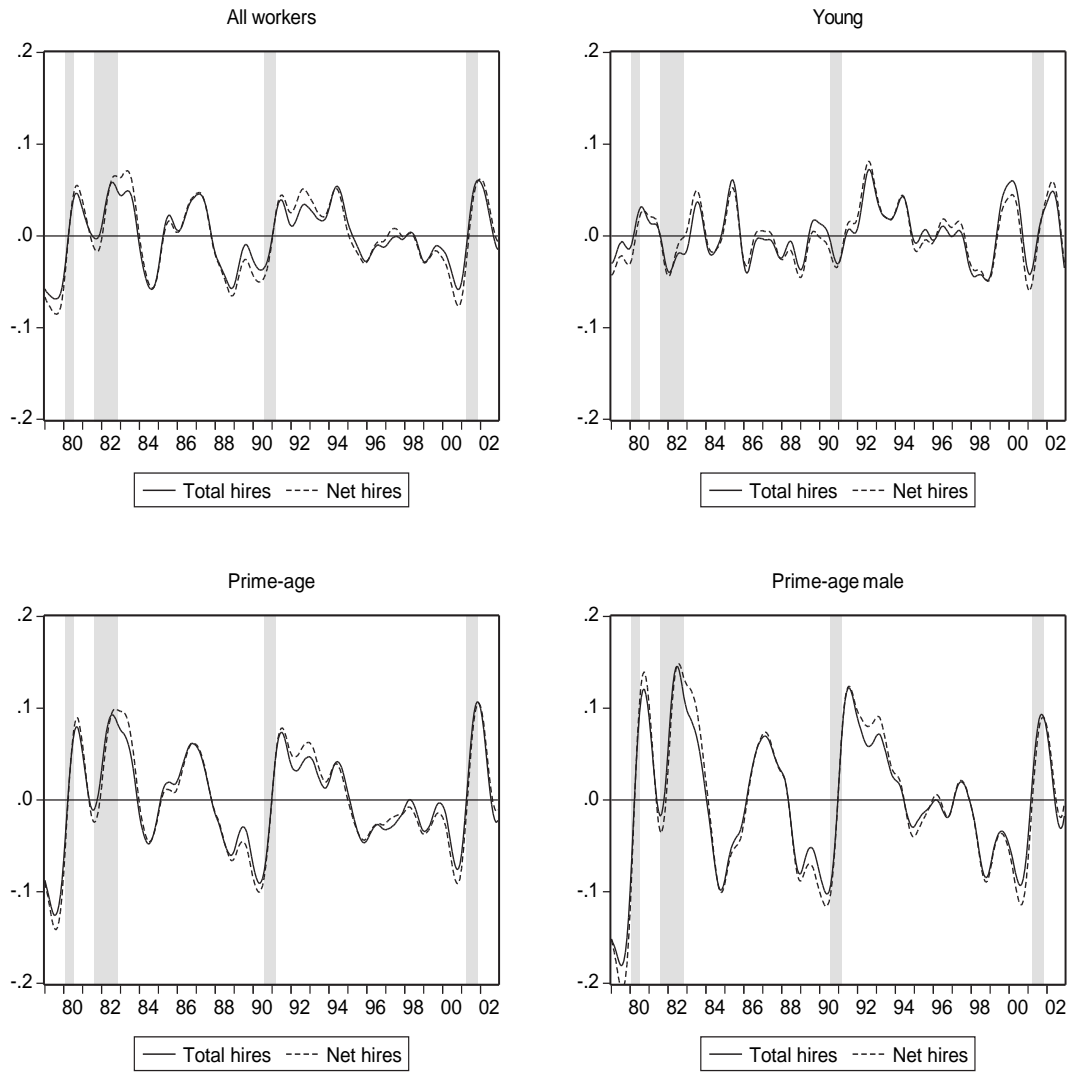 All workers
.2
.1
.0
-.1
-.2
80 82 84 86 88 90 92 94 96 98 00 02
Total hires Net hires
Young
.2
.1
.0
-.1
-.2
80 82 84 86 88 90 92 94 96 98 00 02
Total hires Net hires
Prime-age
.2
.1
.0
-.1
-.2
80 82 84 86 88 90 92 94 96 98 00 02
Total hires Net hires
Prime-age male
.2
.1
.0
-.1
-.2
80 82 84 86 88 90 92 94 96 98 00 02
Total hires Net hires